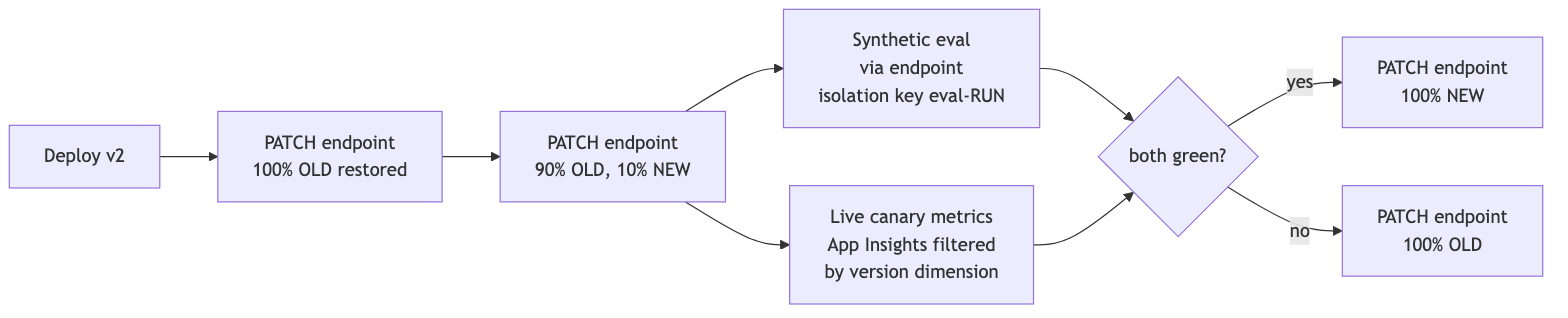 Deploy v2
PATCH endpoint
100% OLD restored
PATCH endpoint
90% OLD, 10% NEW
Synthetic eval
via endpoint
isolation key eval-RUN
Live canary metrics
App Insights filtered
by version dimension
both green?
yes
PATCH endpoint
100% NEW
no
PATCH endpoint
100% OLD